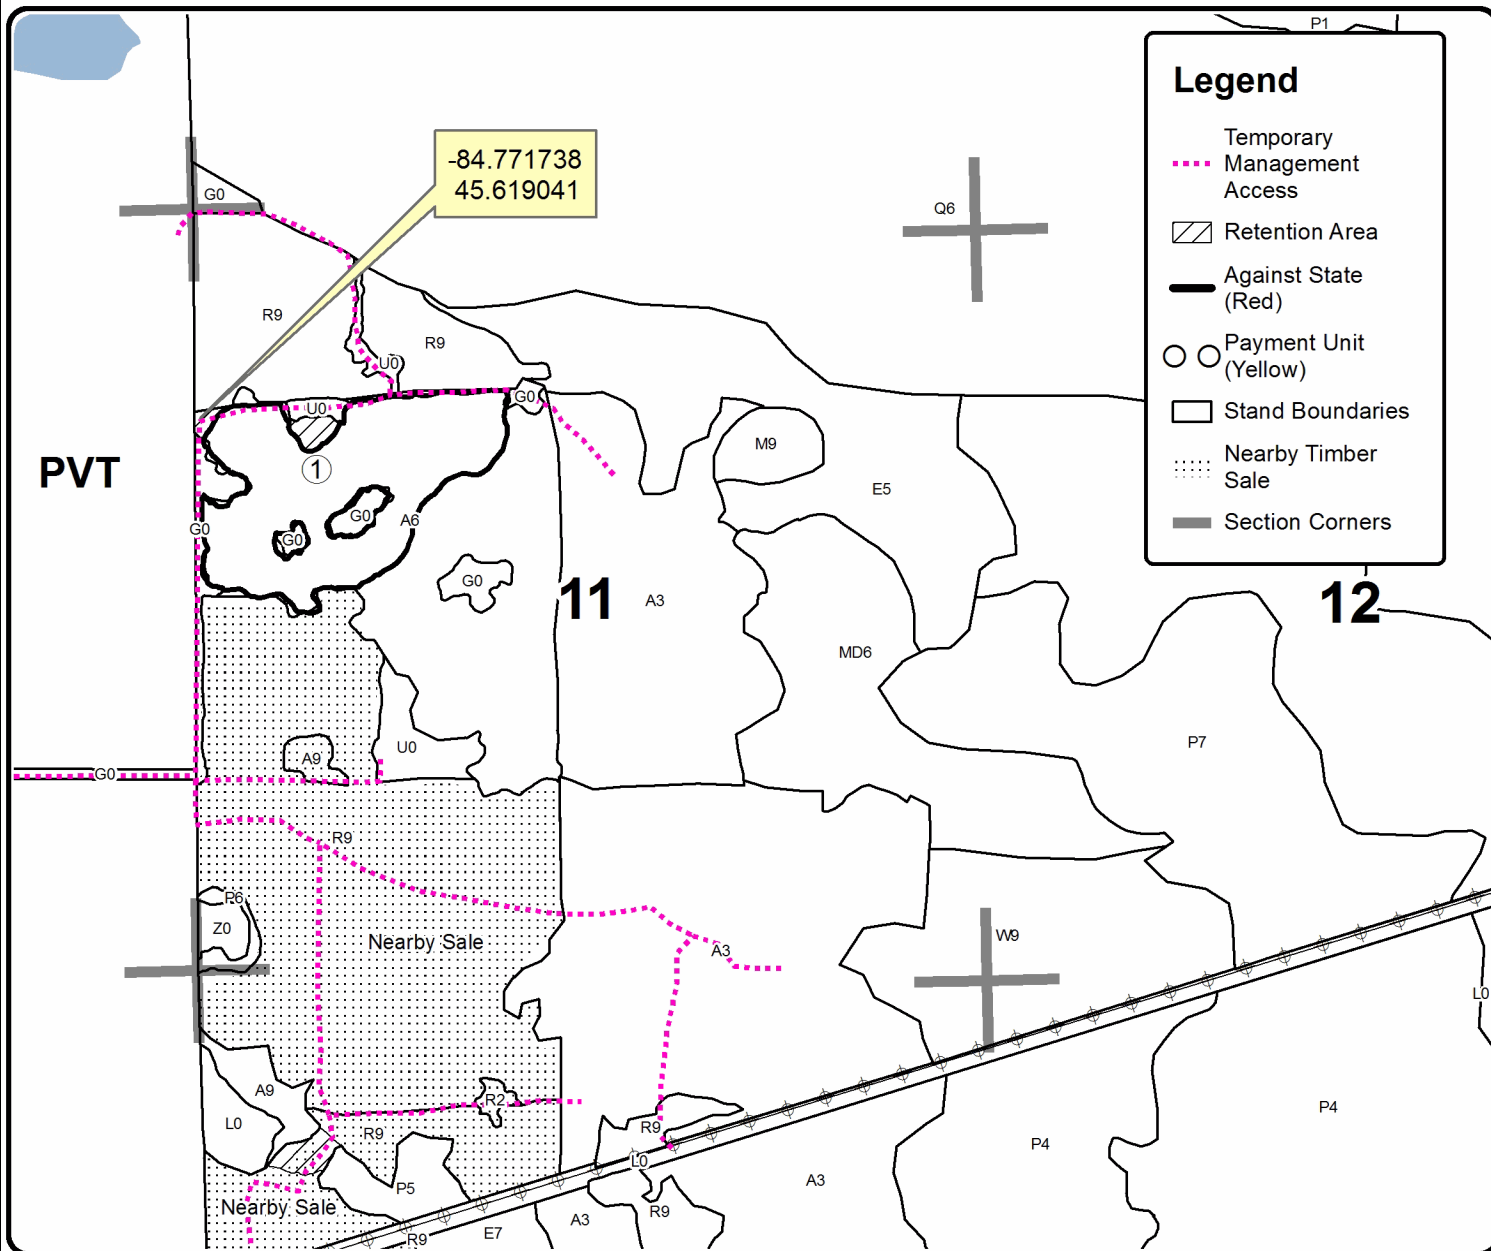 P1
Legend
Temporary
Management
Access
Retention Area
Against State
(Red)
Payment Unit
(Yellow)
Stand Boundaries
Nearby Timber
Sale
Section Corners
-84.771738
45.619041
G0
Q6
R9
R9
U0
G0
U0
M9
PVT
1
E5
G0
A6
G0
G0
G0
11
A3
12
MD6
P7
U0
A9
G0
R9
P6
Z0
Nearby Sale
A3
W9
L0
A9
R2
L0
R9
R9
P4
P4
L0
A3
P5
Nearby Sale
A3
R9
E7
R9